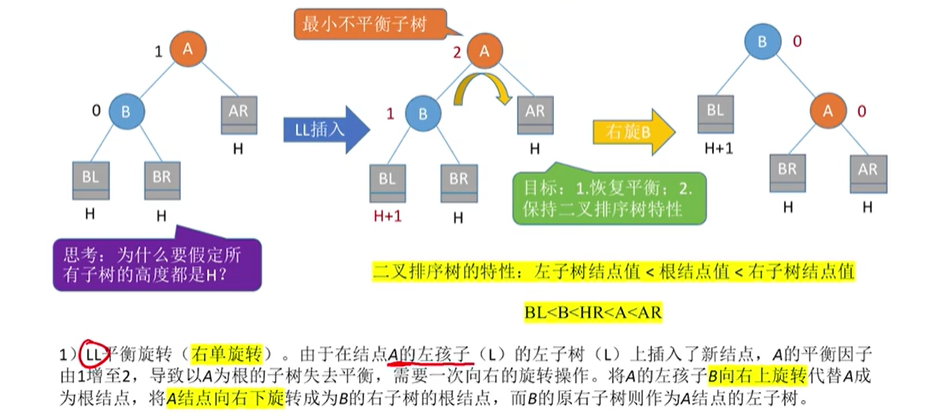 最小不平衡子树
1
A
0
B
AR
H
BL
BR
H
H
LL插入
2
A
1
B
AR
H
BL
BR
H+1
H
右旋B
B
0
BL
A
0
H+1
BR
AR
H
H
目标：1.恢复平衡；2.
保持二叉排序树特性
思考：为什么要假定所
有子树的高度都是H？
二叉排序树的特性：左子树结点值 < 根结点值 < 右子树结点值
BL<B<HR<A<AR
1）LL平衡旋转（右单旋转）。由于在结点A的左孩子（L）的左子树（L）上插入了新结点，A的平衡因子
由1增至2，导致以A为根的子树失去平衡，需要一次向右的旋转操作。将A的左孩子B向右上旋转代替A成
为根结点，将A结点向右下旋转成为B的右子树的根结点，而B的原右子树则作为A结点的左子树。